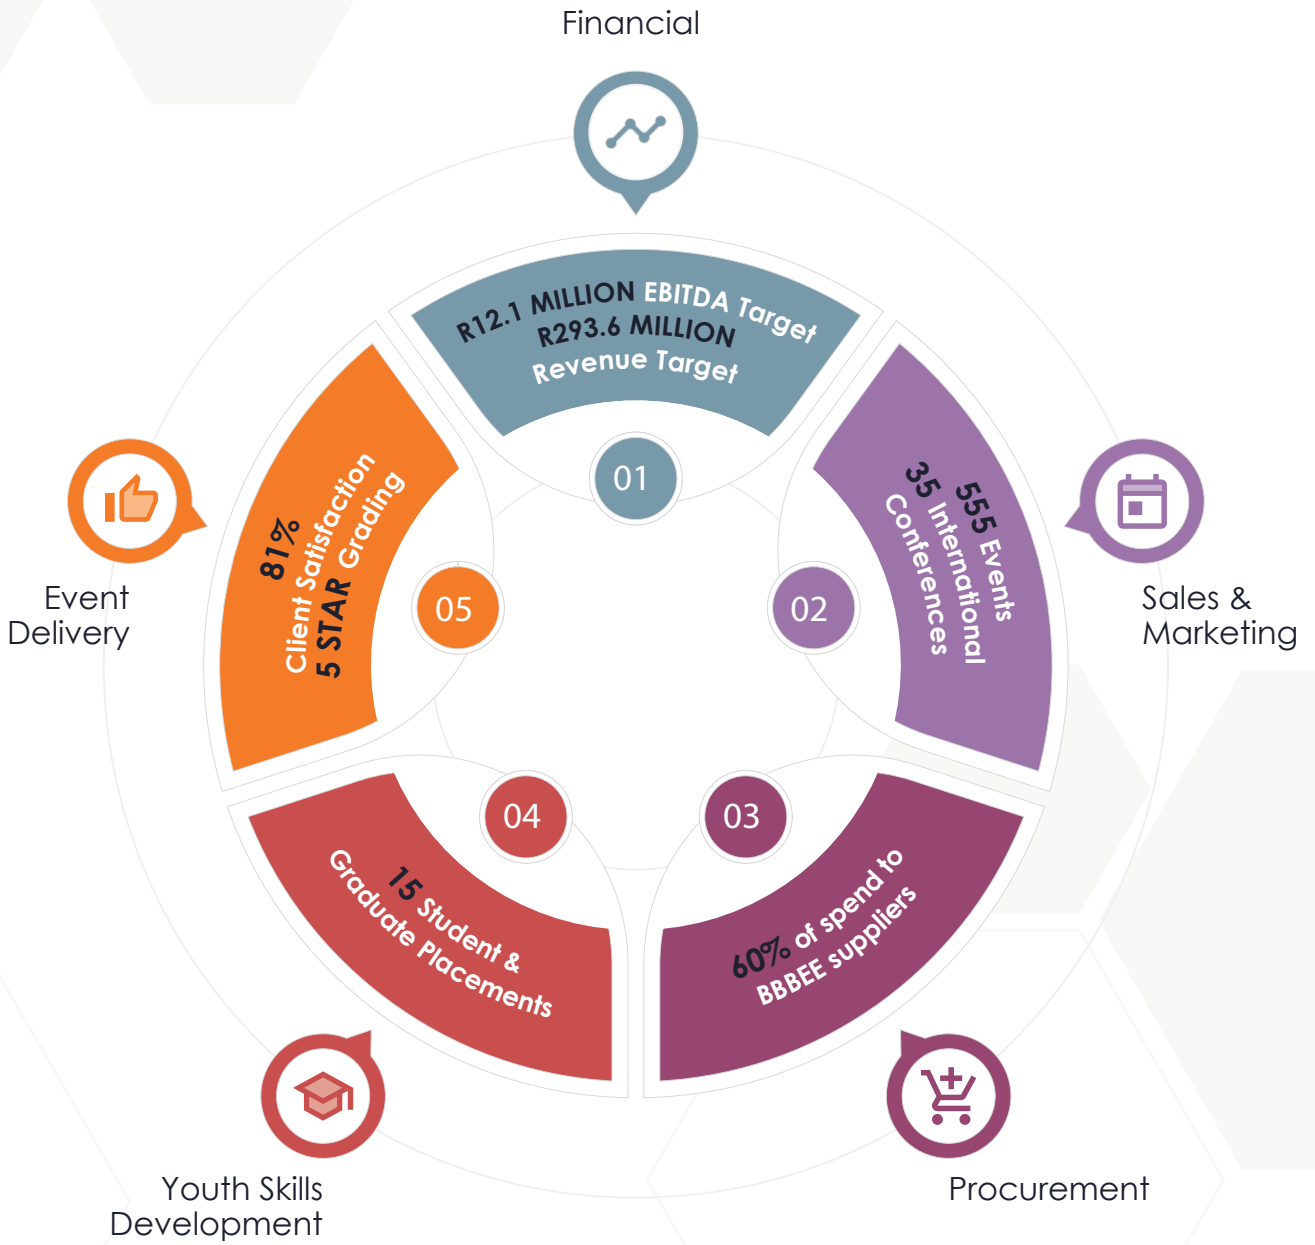 Financial
R12.1 MILLION EBITDA Target
R293.6 MILLION
Revenue Target
01
555 Events
35 International
Conferences
02
Sales &
Marketing
60% of spend to
BBBEE suppliers
03
Procurement
15 Student &
Graduate Placements
04
Youth Skills
Development
81%
Client Satisfaction
5 STAR Grading
05
Event
Delivery